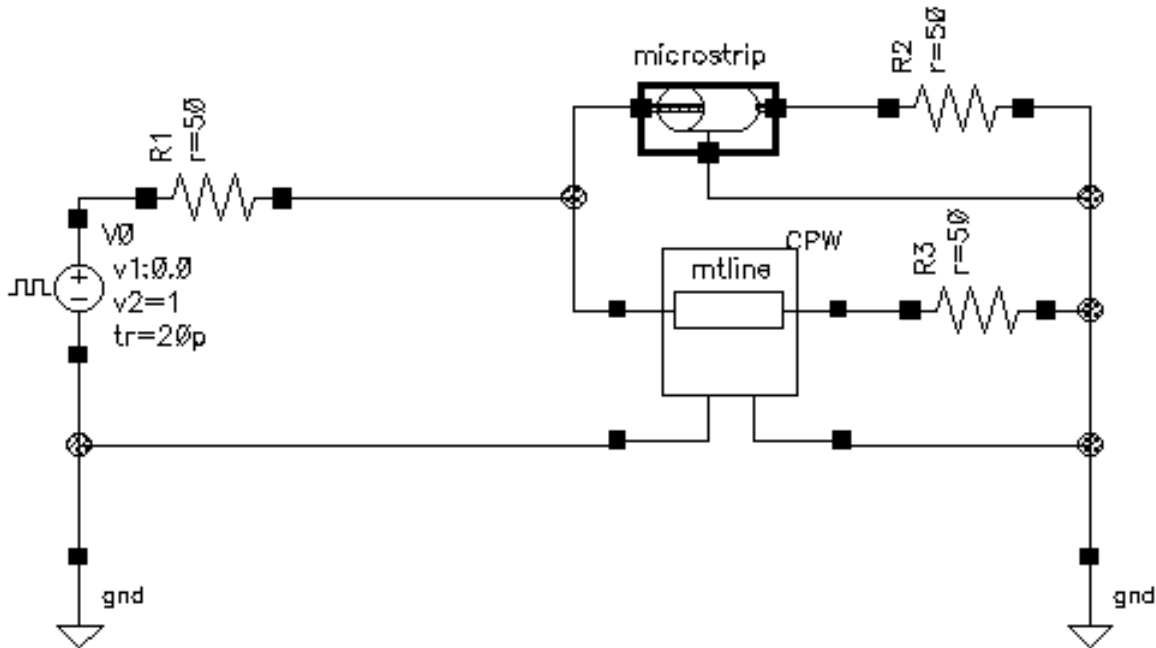 microstrip
R2
r=50
R1
r=50
V0
v1:0.0
v2=1
tr=20p
CPW
mtline
R3
r=50
gnd
gnd